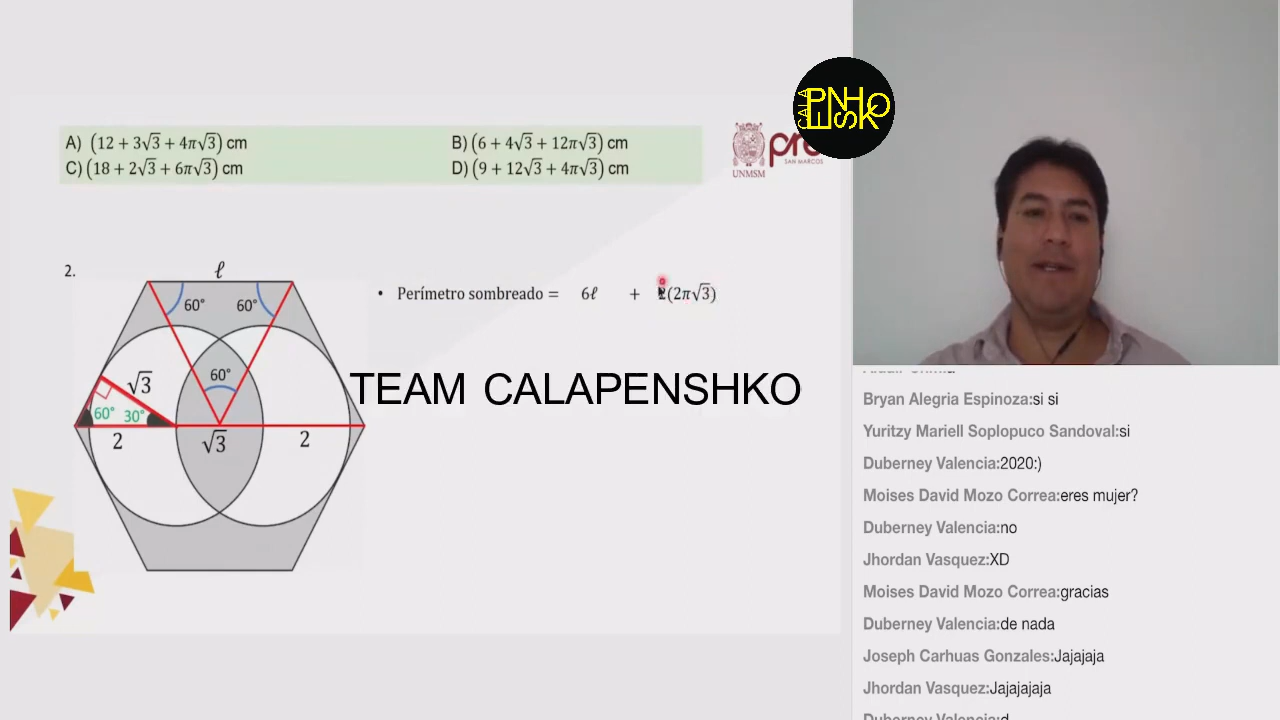 A) (12 + 3√3 + 4π√3) cm
B) (6 + 4√3 + 12π√3) cm
C) (18 + 2√3 + 6π√3) cm
D) (9 + 12√3 + 4π√3) cm
UNMSM
SAN MARCOS
CALA
PENSHKO
2.
ℓ
60°
60°
• Perímetro sombreado = 6ℓ + 2(2π√3)
60°
√3
60°
30°
2
√3
2
TEAM CALAPENSHKO
Bryan Alegria Espinoza:si si
Yuritzy Mariell Soplopuco Sandoval:si
Duberney Valencia:2020:)
Moises David Mozo Correa:eres mujer?
Duberney Valencia:no
Jhordan Vasquez:XD
Moises David Mozo Correa:gracias
Duberney Valencia:de nada
Joseph Carhuas Gonzales:Jajajaja
Jhordan Vasquez:Jajajajaja